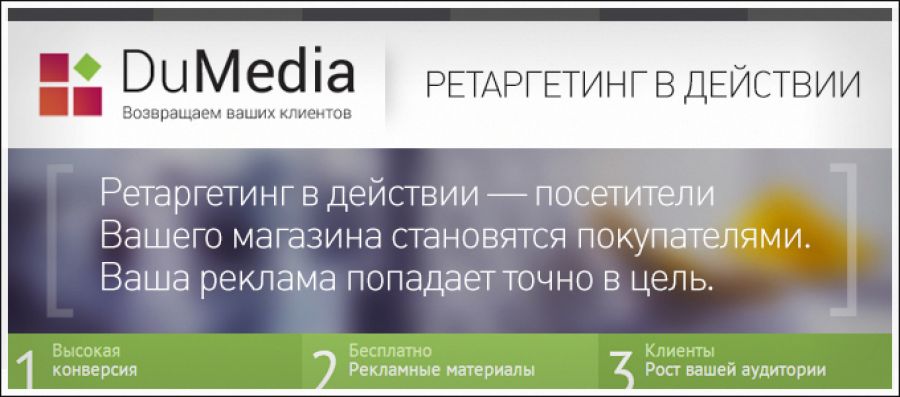 DuMedia
Возвращаем ваших клиентов
РЕТАРГЕТИНГ В ДЕЙСТВИИ
Ретаргетинг в действии — посетители
Вашего магазина становятся покупателями.
Ваша реклама попадает точно в цель.
1 Высокая
конверсия
2 Бесплатно
Рекламные материалы
3 Клиенты
Рост вашей аудитории